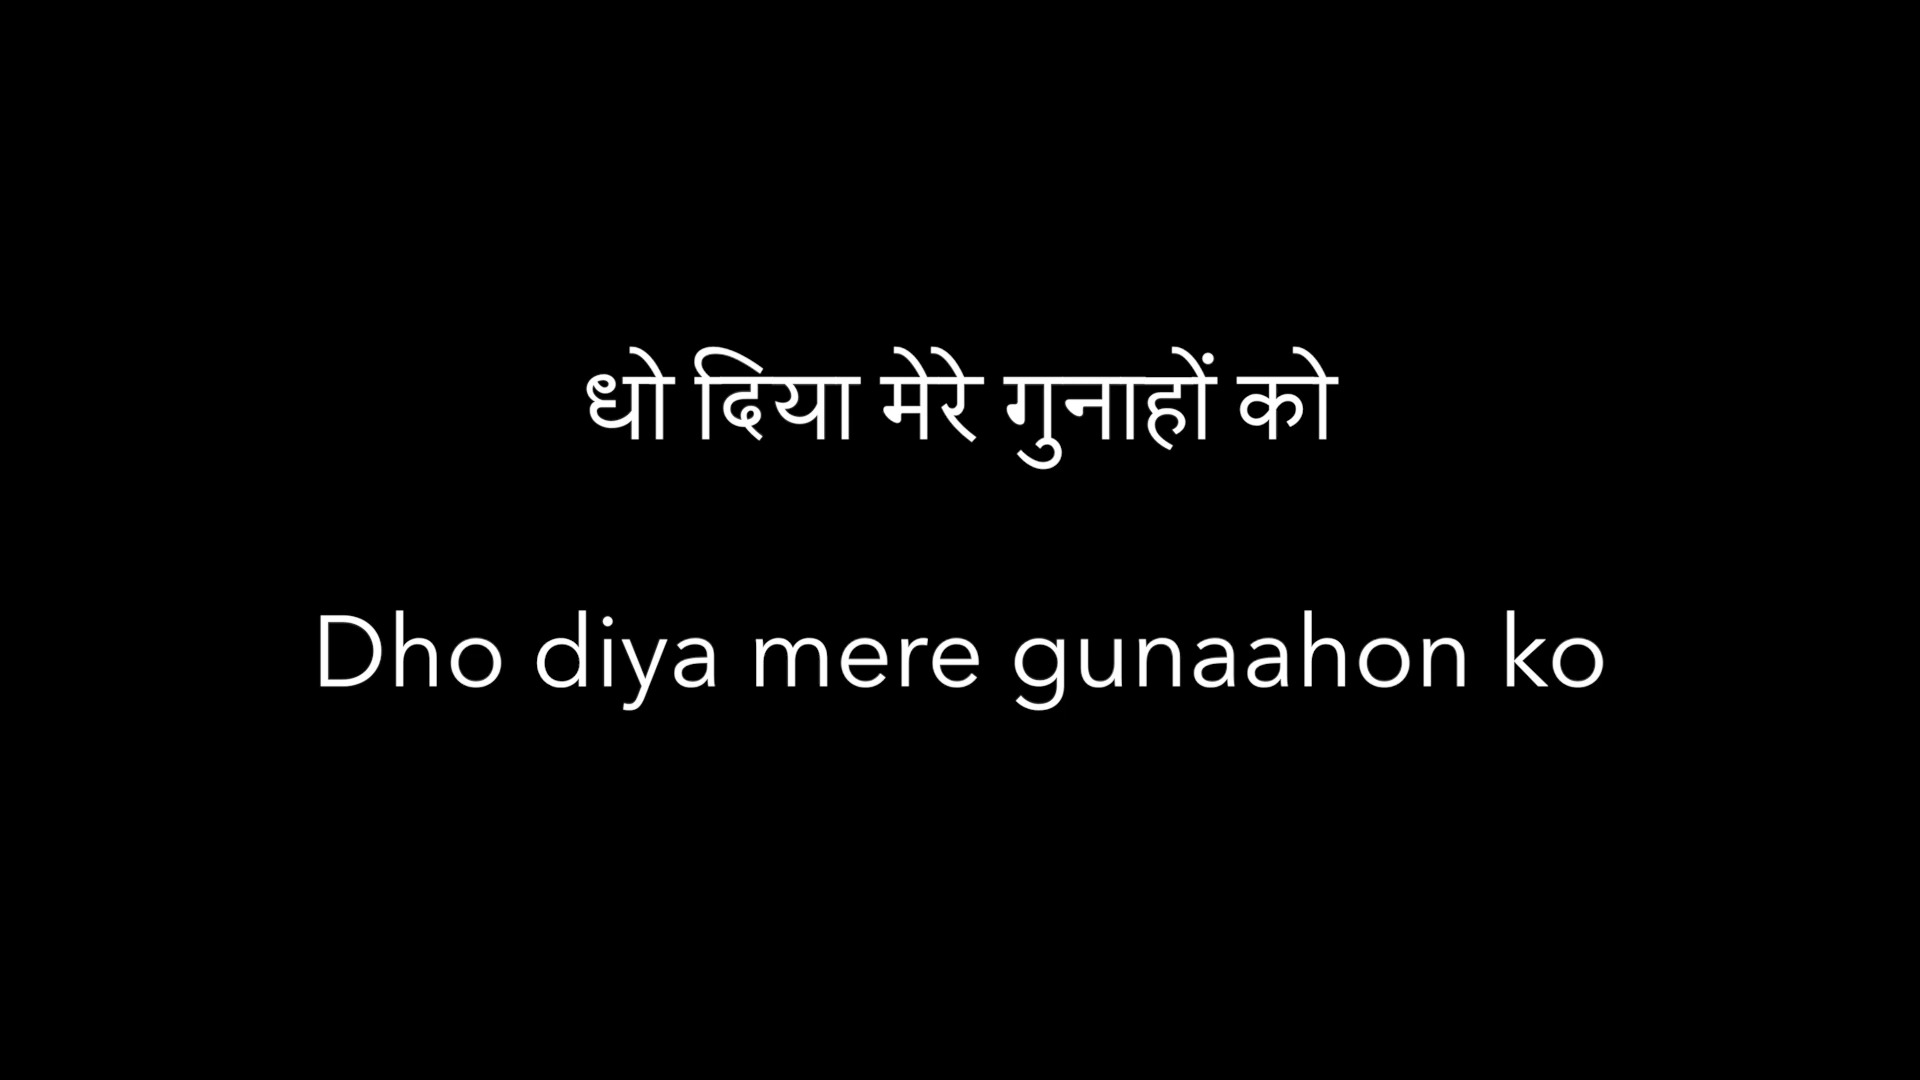 धो दिया मेरे गुनाहों को
Dho diya mere gunaahon ko